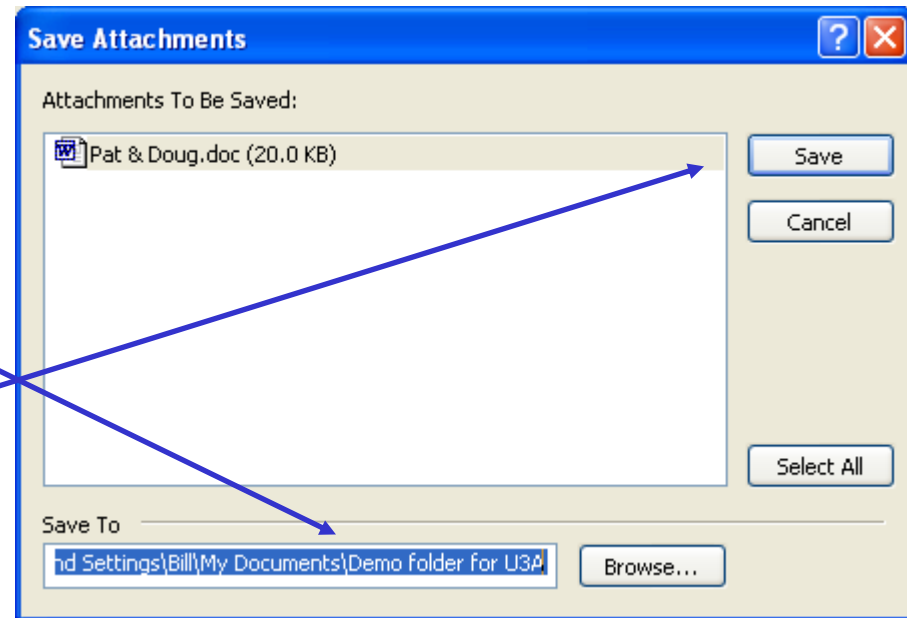 Save Attachments
Attachments To Be Saved:
Pat & Doug.doc (20.0 KB)
Save
Cancel
Select All
Save To
nd Settings\Bill\My Documents\Demo folder for U3A
Browse...